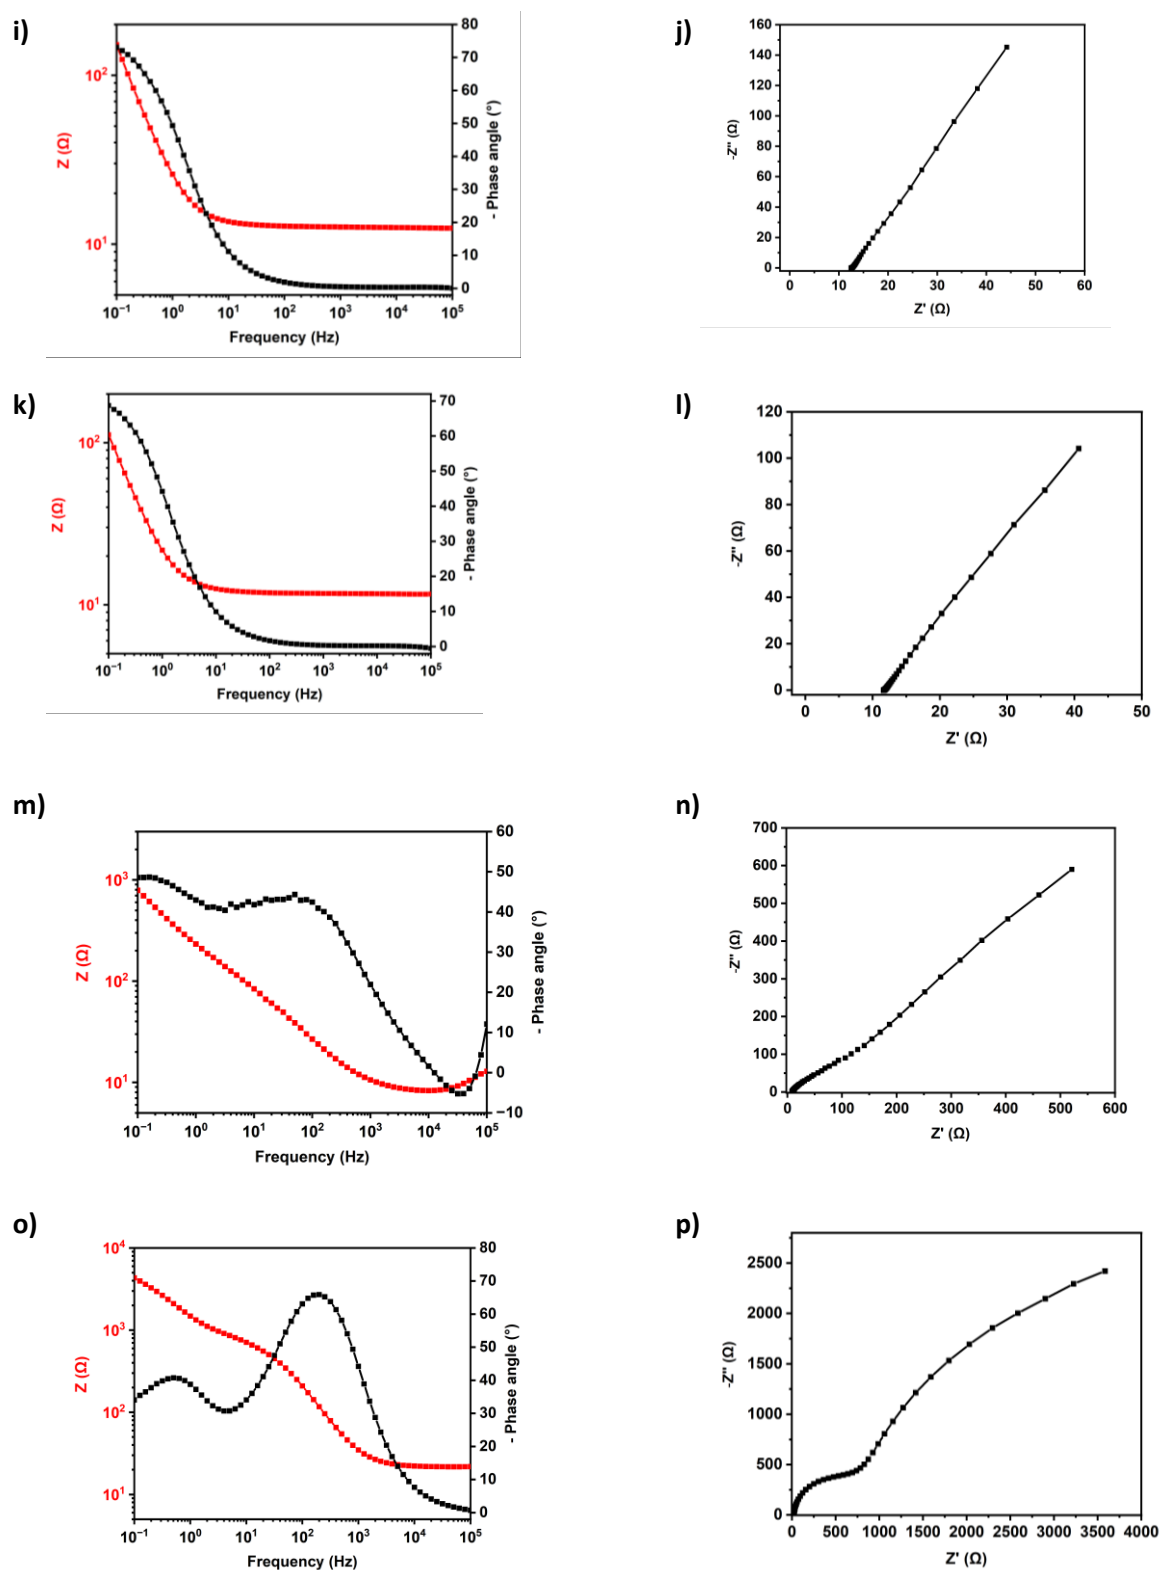 i)
80
70
60
50
40
30
20
10
0
10²
10¹
Z (Ω)
- Phase angle (°)
10⁻¹ 10⁰ 10¹ 10² 10³ 10⁴ 10⁵
Frequency (Hz)
j)
160
140
120
100
80
60
40
20
0
-Z" (Ω)
0 10 20 30 40 50 60
Z' (Ω)
k)
70
60
50
40
30
20
10
0
10²
10¹
Z (Ω)
- Phase angle (°)
10⁻¹ 10⁰ 10¹ 10² 10³ 10⁴ 10⁵
Frequency (Hz)
l)
120
100
80
60
40
20
0
-Z" (Ω)
0 10 20 30 40 50
Z' (Ω)
m)
60
50
40
30
20
10
0
−10
10³
10²
10¹
Z (Ω)
- Phase angle (°)
10⁻¹ 10⁰ 10¹ 10² 10³ 10⁴ 10⁵
Frequency (Hz)
n)
700
600
500
400
300
200
100
0
-Z" (Ω)
0 100 200 300 400 500 600
Z' (Ω)
o)
80
70
60
50
40
30
20
10
0
10⁴
10³
10²
10¹
Z (Ω)
- Phase angle (°)
10⁻¹ 10⁰ 10¹ 10² 10³ 10⁴ 10⁵
Frequency (Hz)
p)
2500
2000
1500
1000
500
0
-Z" (Ω)
0 500 1000 1500 2000 2500 3000 3500 4000
Z' (Ω)